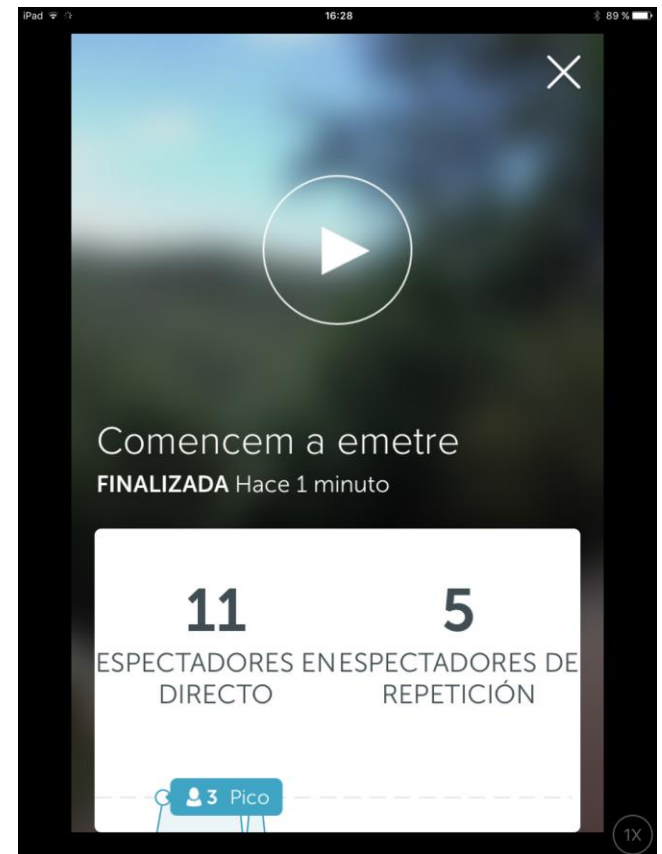 iPad 16:28 89 %
Comencem a emetre
FINALIZADA Hace 1 minuto
11 5
ESPECTADORES EN ESPECTADORES DE
DIRECTO REPETICIÓN
3 Pico
1X